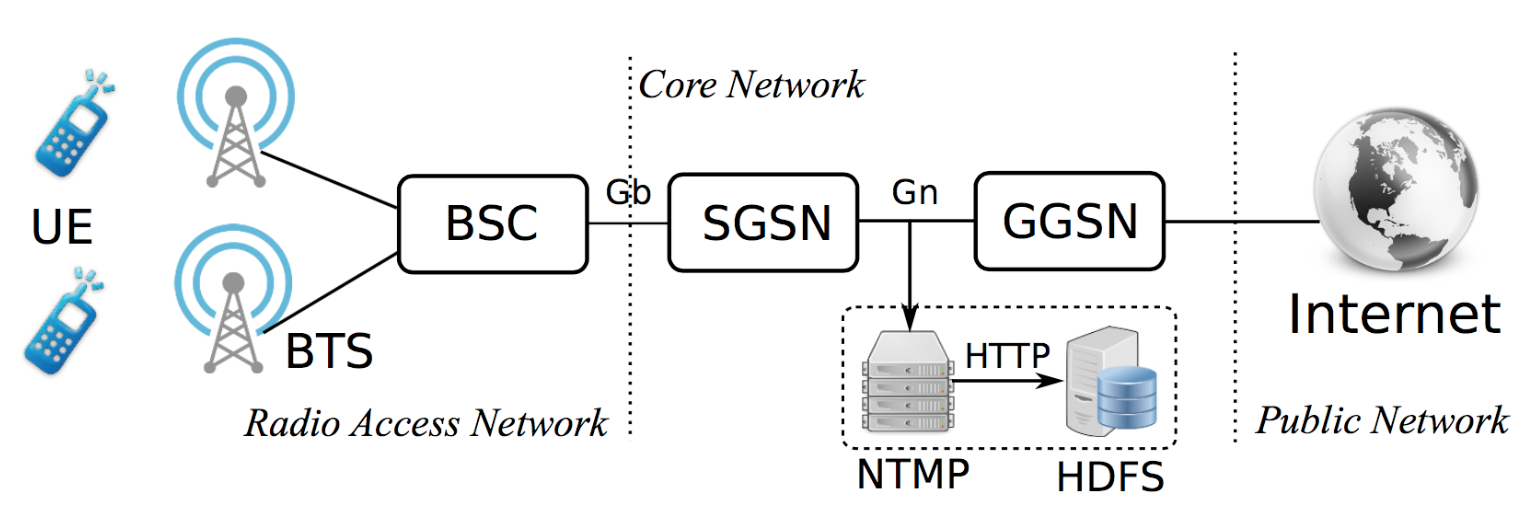 Core Network
UE
BSC
Gb
SGSN
Gn
GGSN
Internet
BTS
HTTP
Radio Access Network
Public Network
NTMP
HDFS